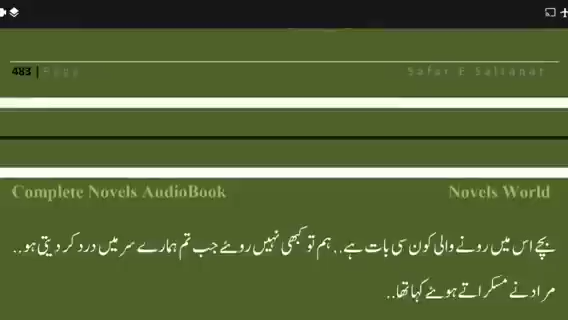 483 | Page
Safar E Saltanat
Complete Novels AudioBook
Novels World
بچے اس میں رونے والی کون سی بات ہے.. ہم تو کبھی نہیں روئے جب تم ہمارے سر میں درد کر دیتی ہو..
مراد نے مسکراتے ہوئے کہا تھا..